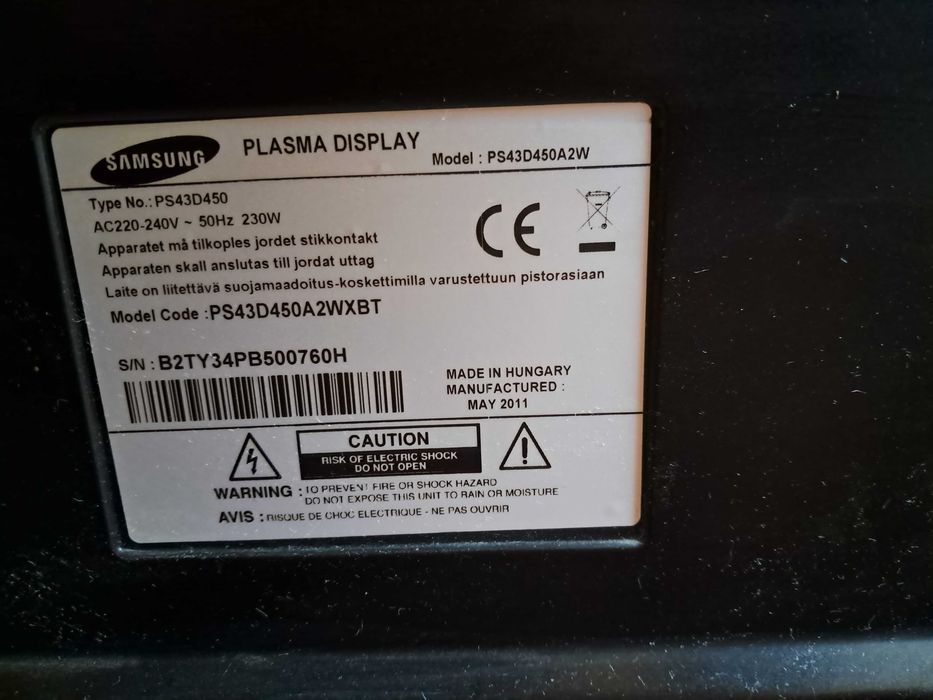 SAMSUNG
PLASMA DISPLAY
Model : PS43D450A2W
Type No.: PS43D450
AC220-240V ~ 50Hz 230W
Apparatet må tilkoples jordet stikkontakt
Apparaten skall anslutas till jordat uttag
Laite on liitettävä suojamaadoitus-koskettimilla varustettuun pistorasiaan
Model Code :PS43D450A2WXBT
S/N : B2TY34PB500760H
MADE IN HUNGARY
MANUFACTURED :
MAY 2011
CE
CAUTION
RISK OF ELECTRIC SHOCK
DO NOT OPEN
WARNING : TO PREVENT FIRE OR SHOCK HAZARD
DO NOT EXPOSE THIS UNIT TO RAIN OR MOISTURE
AVIS : RISQUE DE CHOC ELECTRIQUE - NE PAS OUVRIR